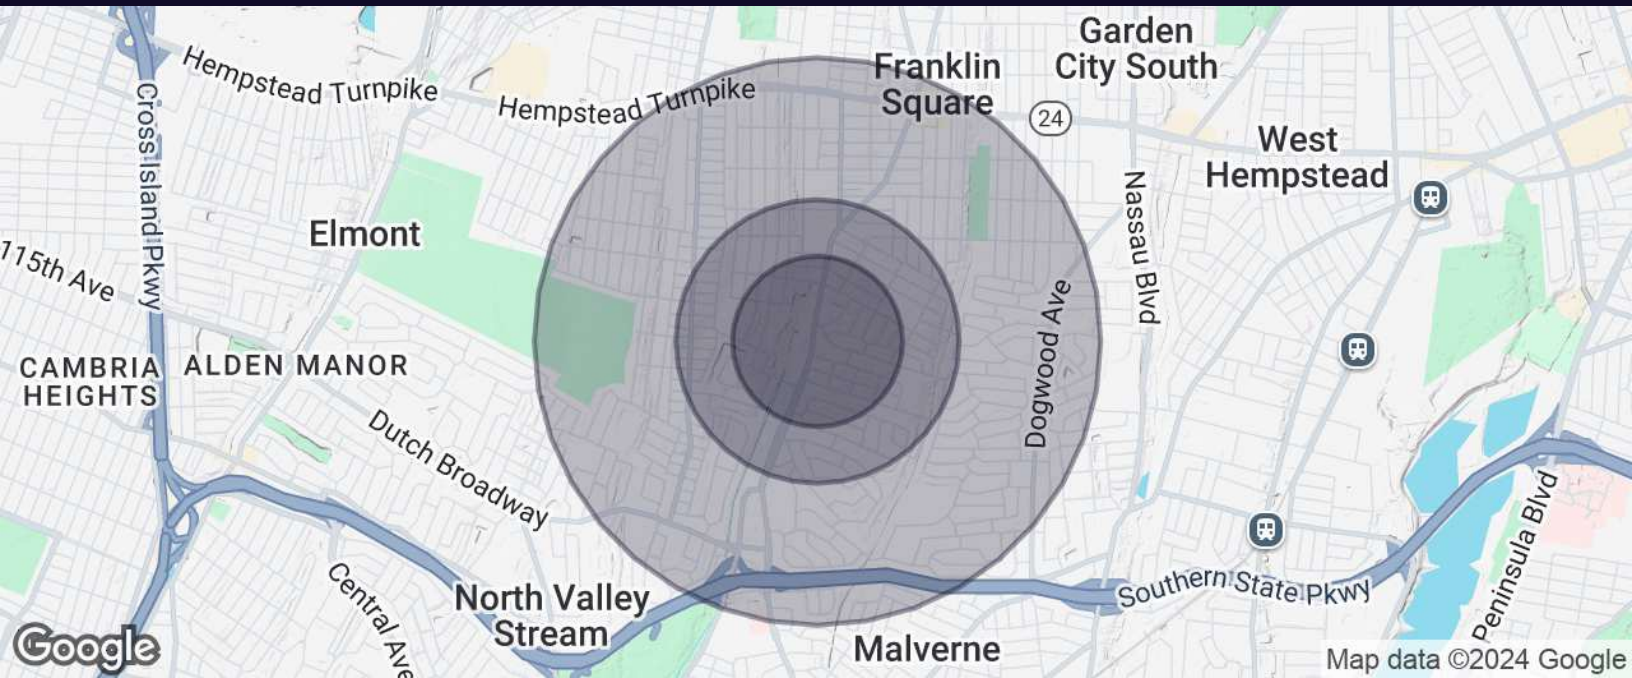 Garden
City South
Franklin
Square
Hempstead Turnpike
Hempstead Turnpike
24
West
Hempstead
Cross Island Pkwy
Nassau Blvd
Elmont
115th Ave
Dogwood Ave
CAMBRIA
HEIGHTS
ALDEN MANOR
Dutch Broadway
Central Ave
North Valley
Stream
Southern State Pkwy
Peninsula Blvd
Malverne
Google
Map data ©2024 Google